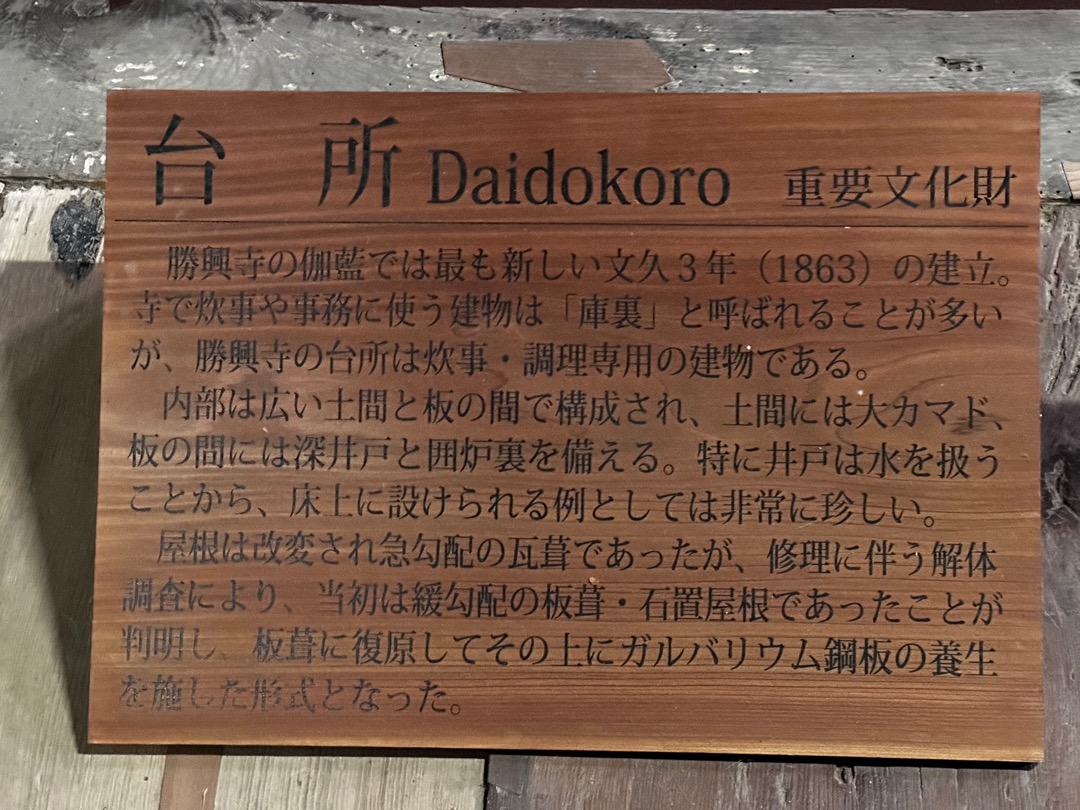 台　所 Daidokoro　重要文化財
　勝興寺の伽藍では最も新しい文久３年（1863）の建立。
寺で炊事や事務に使う建物は「庫裏」と呼ばれることが多い
が、勝興寺の台所は炊事・調理専用の建物である。
　内部は広い土間と板の間で構成され、土間には大カマド、
板の間には深井戸と囲炉裏を備える。特に井戸は水を扱う
ことから、床上に設けられる例としては非常に珍しい。
　屋根は改変され急勾配の瓦葺であったが、修理に伴う解体
調査により、当初は緩勾配の板葺・石置屋根であったことが
判明し、板葺に復原してその上にガルバリウム鋼板の養生
を施した形式となった。